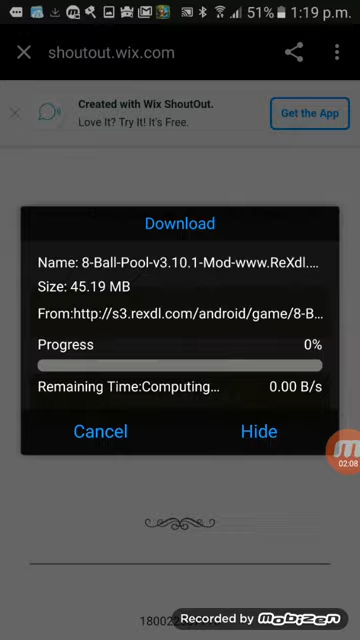 51% 1:19 p.m.
shoutout.wix.com
Created with Wix ShoutOut.
Love It? Try It! It's Free.
Get the App
Download
Name: 8-Ball-Pool-v3.10.1-Mod-www.ReXdl....
Size: 45.19 MB
From:http://s3.rexdl.com/android/game/8-B...
Progress 0%
Remaining Time:Computing... 0.00 B/s
Cancel Hide
02:08
Recorded by Mobizen